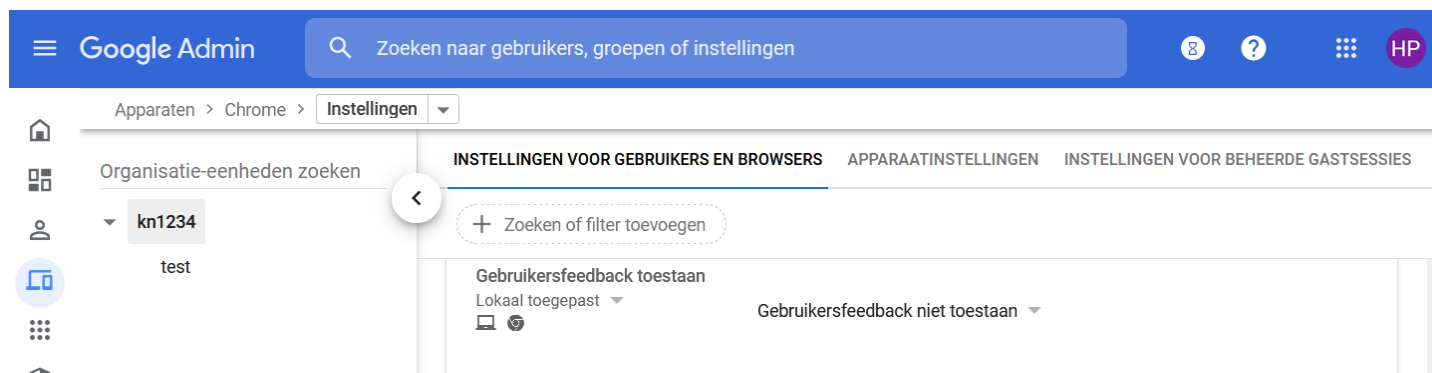 Google Admin
Zoeken naar gebruikers, groepen of instellingen
HP
Apparaten > Chrome > Instellingen
Organisatie-eenheden zoeken
kn1234
test
INSTELLINGEN VOOR GEBRUIKERS EN BROWSERS APPARAATINSTELLINGEN INSTELLINGEN VOOR BEHEERDE GASTSESSIES
Zoeken of filter toevoegen
Gebruikersfeedback toestaan
Lokaal toegepast
Gebruikersfeedback niet toestaan